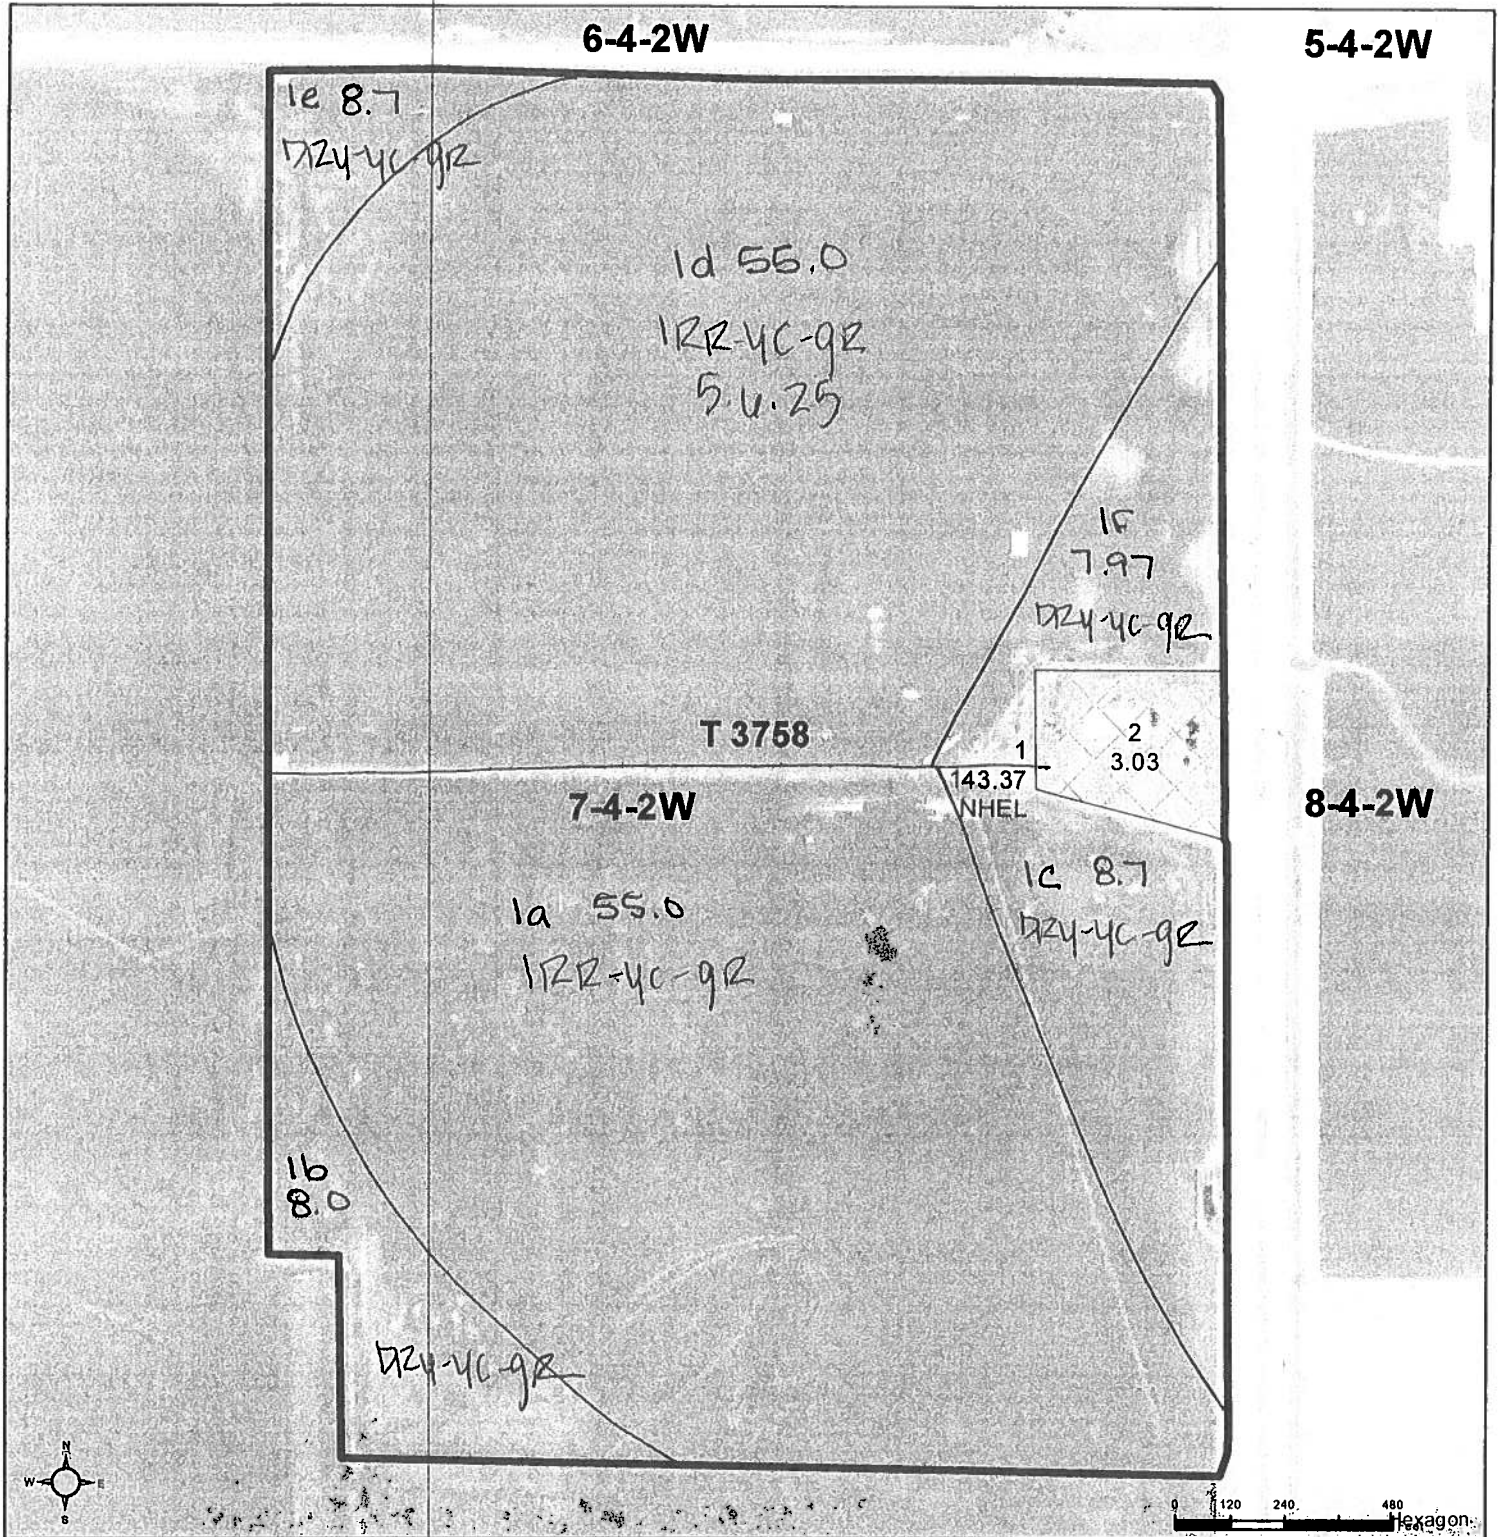 6-4-2W
5-4-2W
1e 8.7
DRY-YC-GR
1d 55.0
IRR-YC-GR
5.6.25
1F
7.97
DRY-YC-GR
T 3758
1
143.37
NHEL
2
3.03
7-4-2W
8-4-2W
1c 8.7
DRY-YC-GR
1a 55.0
IRR-YC-GR
1b
8.0
DRY-YC-GR
N
W E
S
0 120 240 480
Feet
Hexagon